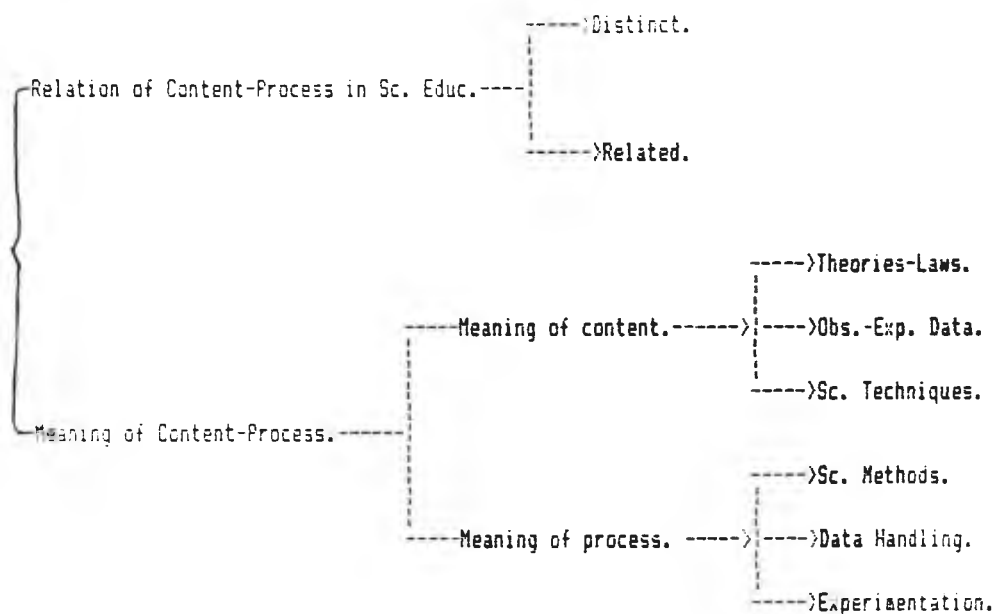 Distinct.
Relation of Content-Process in Sc. Educ.
Related.
Theories-Laws.
Meaning of content.
Obs.-Exp. Data.
Sc. Techniques.
Meaning of Content-Process.
Sc. Methods.
Meaning of process.
Data Handling.
Experimentation.